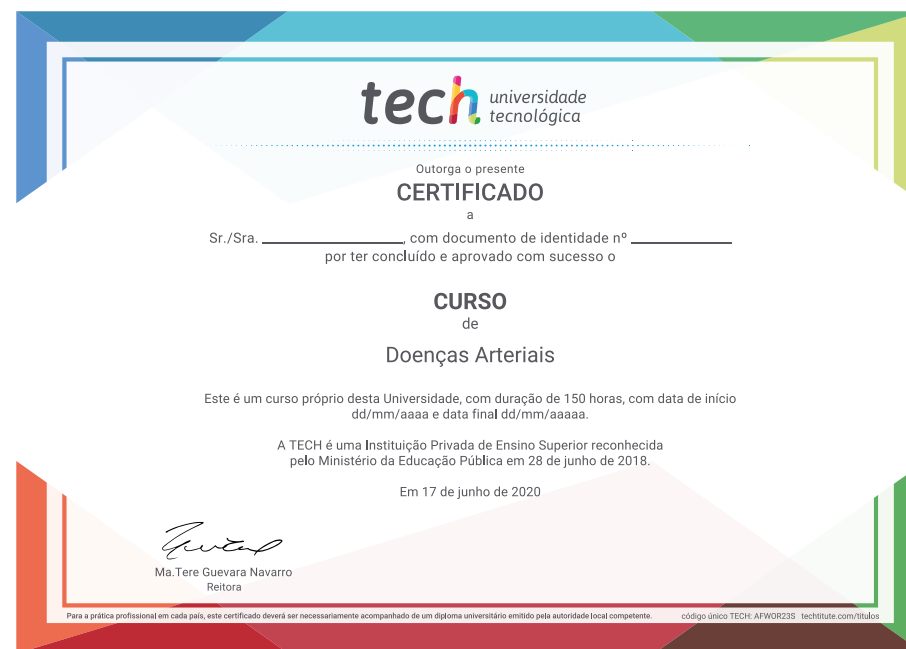 tech universidade
tecnológica
Outorga o presente
CERTIFICADO
a
Sr./Sra. ________________, com documento de identidade nº ____________
por ter concluído e aprovado com sucesso o
CURSO
de
Doenças Arteriais
Este é um curso próprio desta Universidade, com duração de 150 horas, com data de início
dd/mm/aaaa e data final dd/mm/aaaaa.
A TECH é uma Instituição Privada de Ensino Superior reconhecida
pelo Ministério da Educação Pública em 28 de junho de 2018.
Em 17 de junho de 2020
Ma.Tere Guevara Navarro
Reitora
Para a prática profissional em cada país, este certificado deverá ser necessariamente acompanhado de um diploma universitário emitido pela autoridade local competente. código único TECH: AFWOR23S techtitute.com/titulos